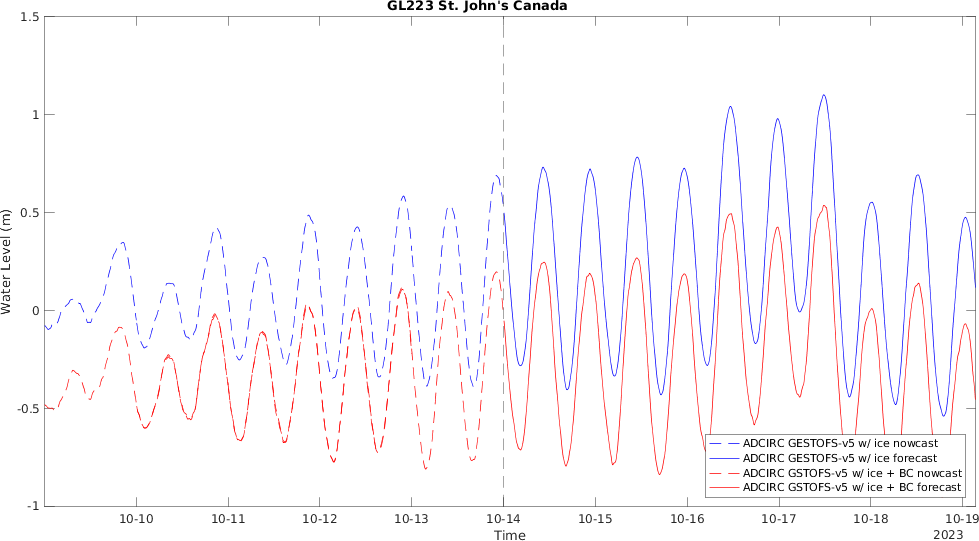 GL223 St. John's Canada
1.5
1
0.5
0
-0.5
-1
Water Level (m)
ADCIRC GESTOFS-v5 w/ ice nowcast
ADCIRC GESTOFS-v5 w/ ice forecast
ADCIRC GSTOFS-v5 w/ ice + BC nowcast
ADCIRC GSTOFS-v5 w/ ice + BC forecast
10-10 10-11 10-12 10-13 10-14 10-15 10-16 10-17 10-18 10-19
Time
2023